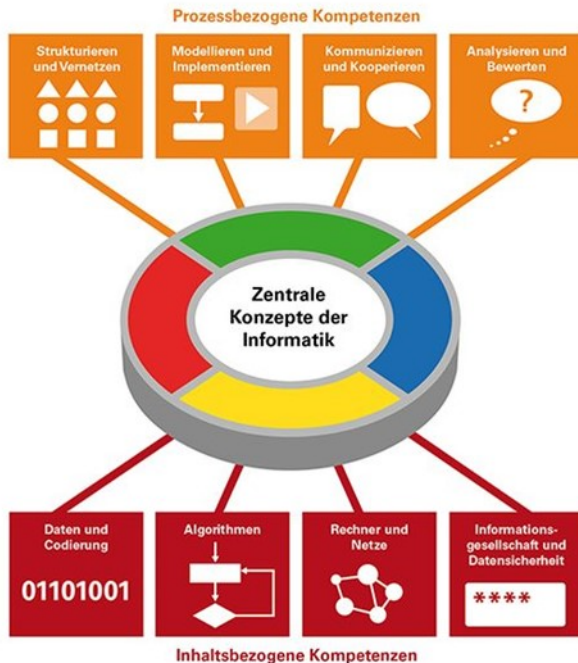 Prozessbezogene Kompetenzen
Strukturieren
und Vernetzen
Modellieren und
Implementieren
Kommunizieren
und Kooperieren
Analysieren und
Bewerten
?
Zentrale
Konzepte der
Informatik
Daten und
Codierung
01101001
Algorithmen
Rechner und
Netze
Informations-
gesellschaft und
Datensicherheit
****
Inhaltsbezogene Kompetenzen